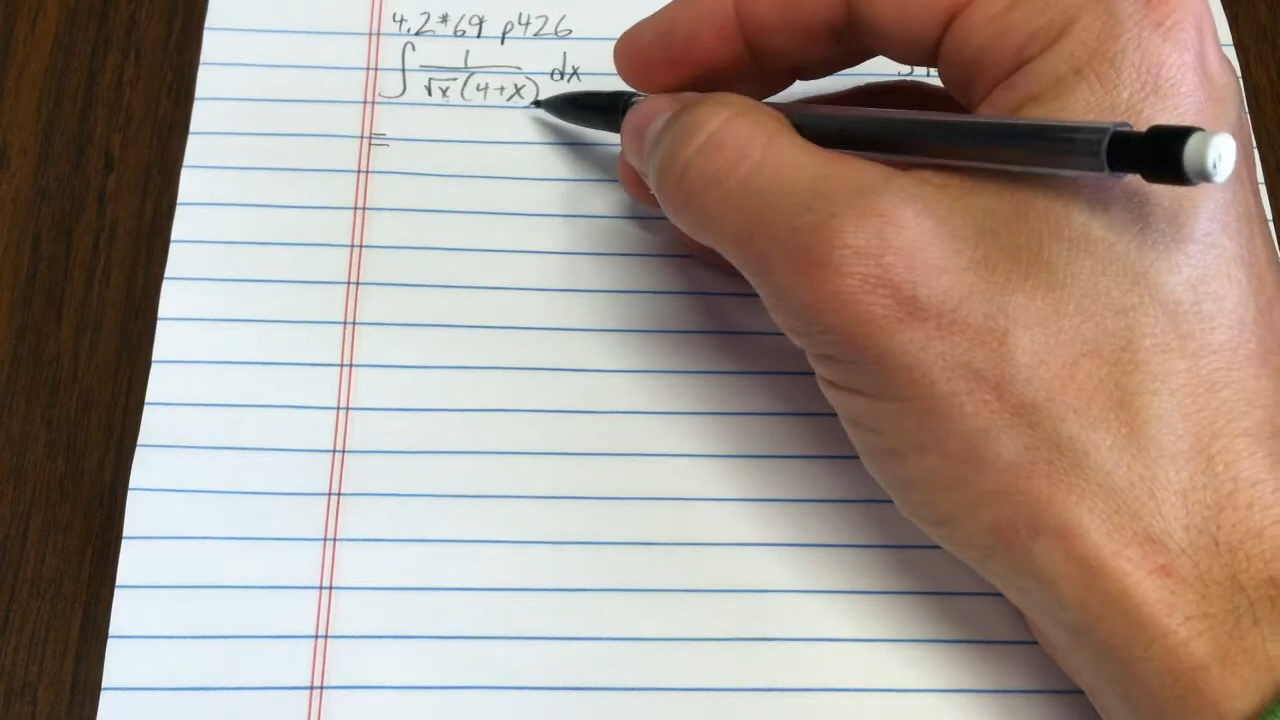 4.2 #69 p426
∫ 1/(√x (4+x)) dx
=